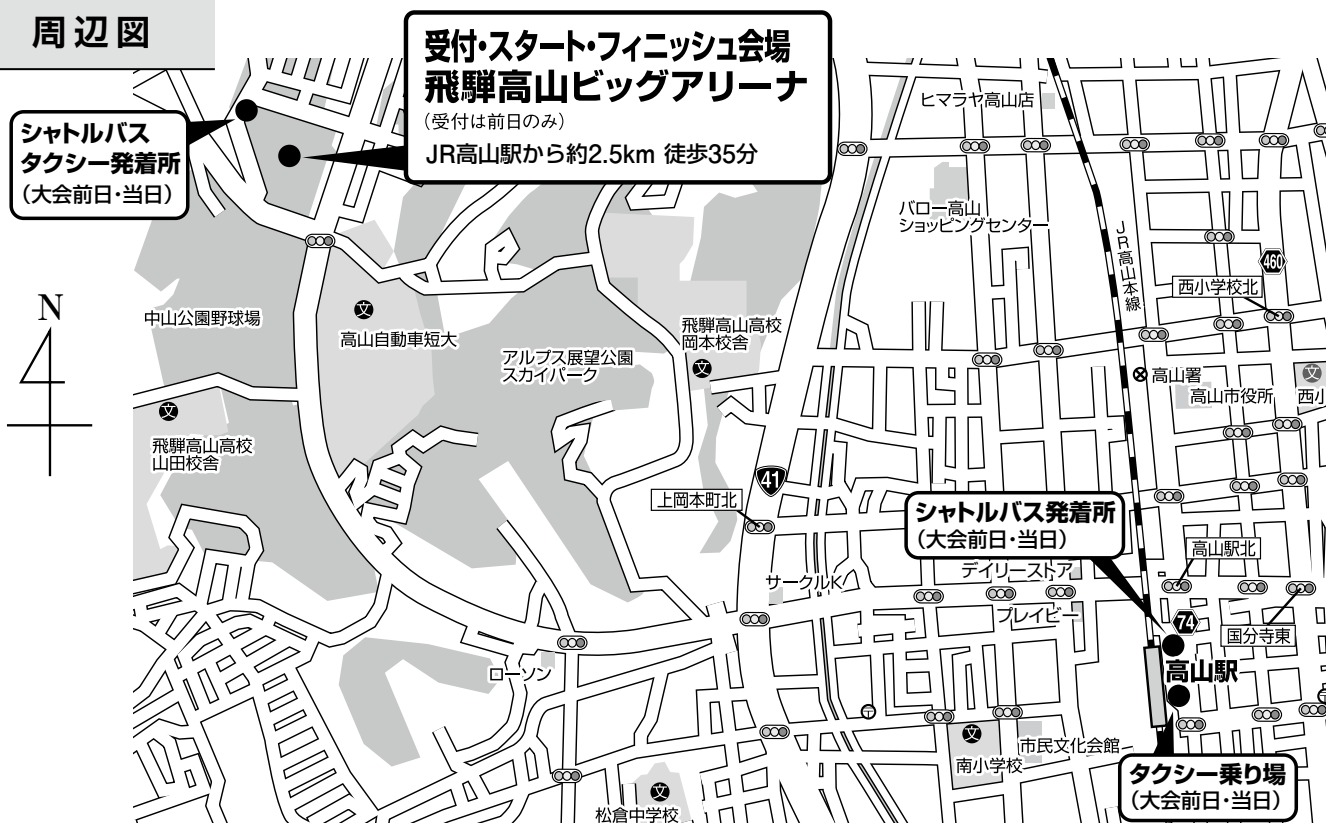 周辺図
受付・スタート・フィニッシュ会場
飛騨高山ビッグアリーナ
(受付は前日のみ)
JR高山駅から約2.5km 徒歩35分
シャトルバス
タクシー発着所
(大会前日・当日)
N
ヒマラヤ高山店
バロー高山
ショッピングセンター
JR高山本線
460
西小学校北
中山公園野球場
文
高山自動車短大
アルプス展望公園
スカイパーク
飛騨高山高校
岡本校舎
文
高山署
高山市役所
文
西小
文
飛騨高山高校
山田校舎
41
上岡本町北
シャトルバス発着所
(大会前日・当日)
高山駅北
デイリーストア
サークルK
プレイビー
74
国分寺東
高山駅
ローソン
文
南小学校
市民文化会館
タクシー乗り場
(大会前日・当日)
文
松倉中学校